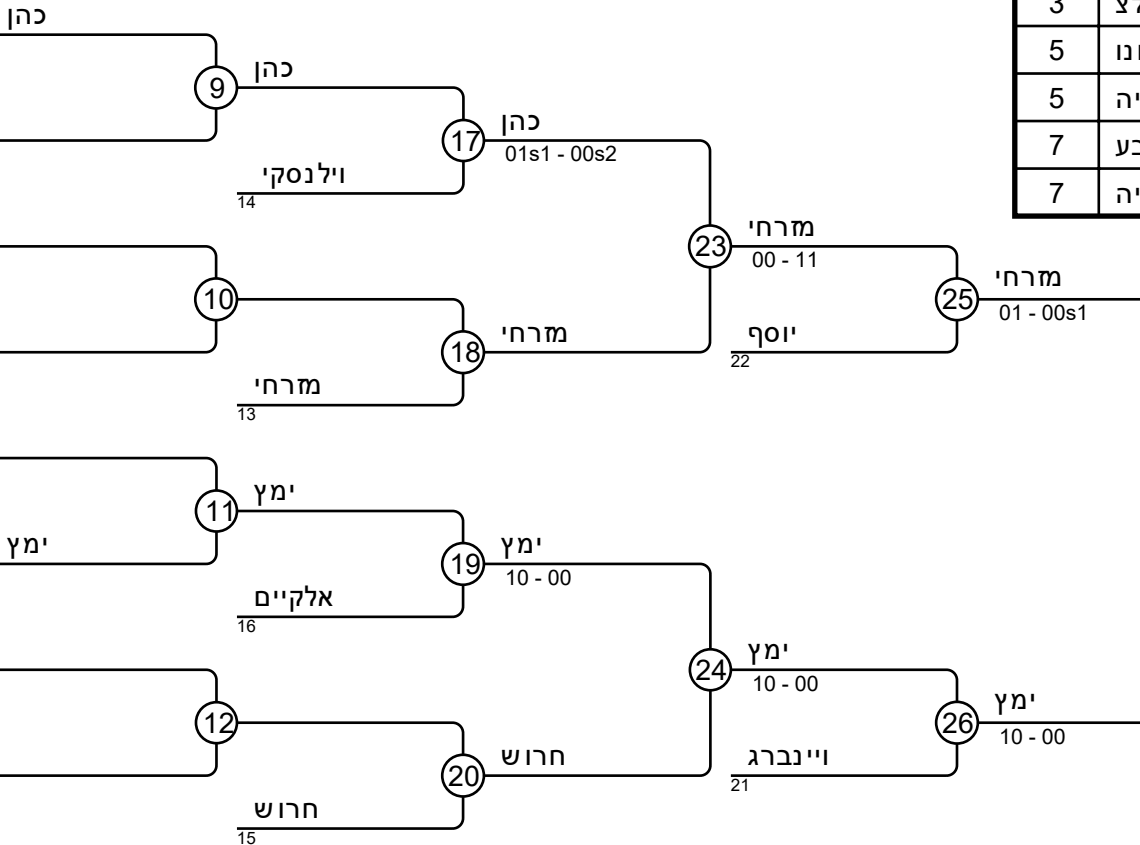 כהן
9
כהן
17
כהן
01s1 - 00s2
וילנסקי
14
23
מזרחי
00 - 11
10
18
מזרחי
מזרחי
13
25
מזרחי
01 - 00s1
יוסף
22
11
ימץ
ימץ
19
ימץ
10 - 00
אלקיים
16
24
ימץ
10 - 00
12
20
חרוש
חרוש
15
26
ימץ
10 - 00
ויינברג
21
3
5
5
7
7